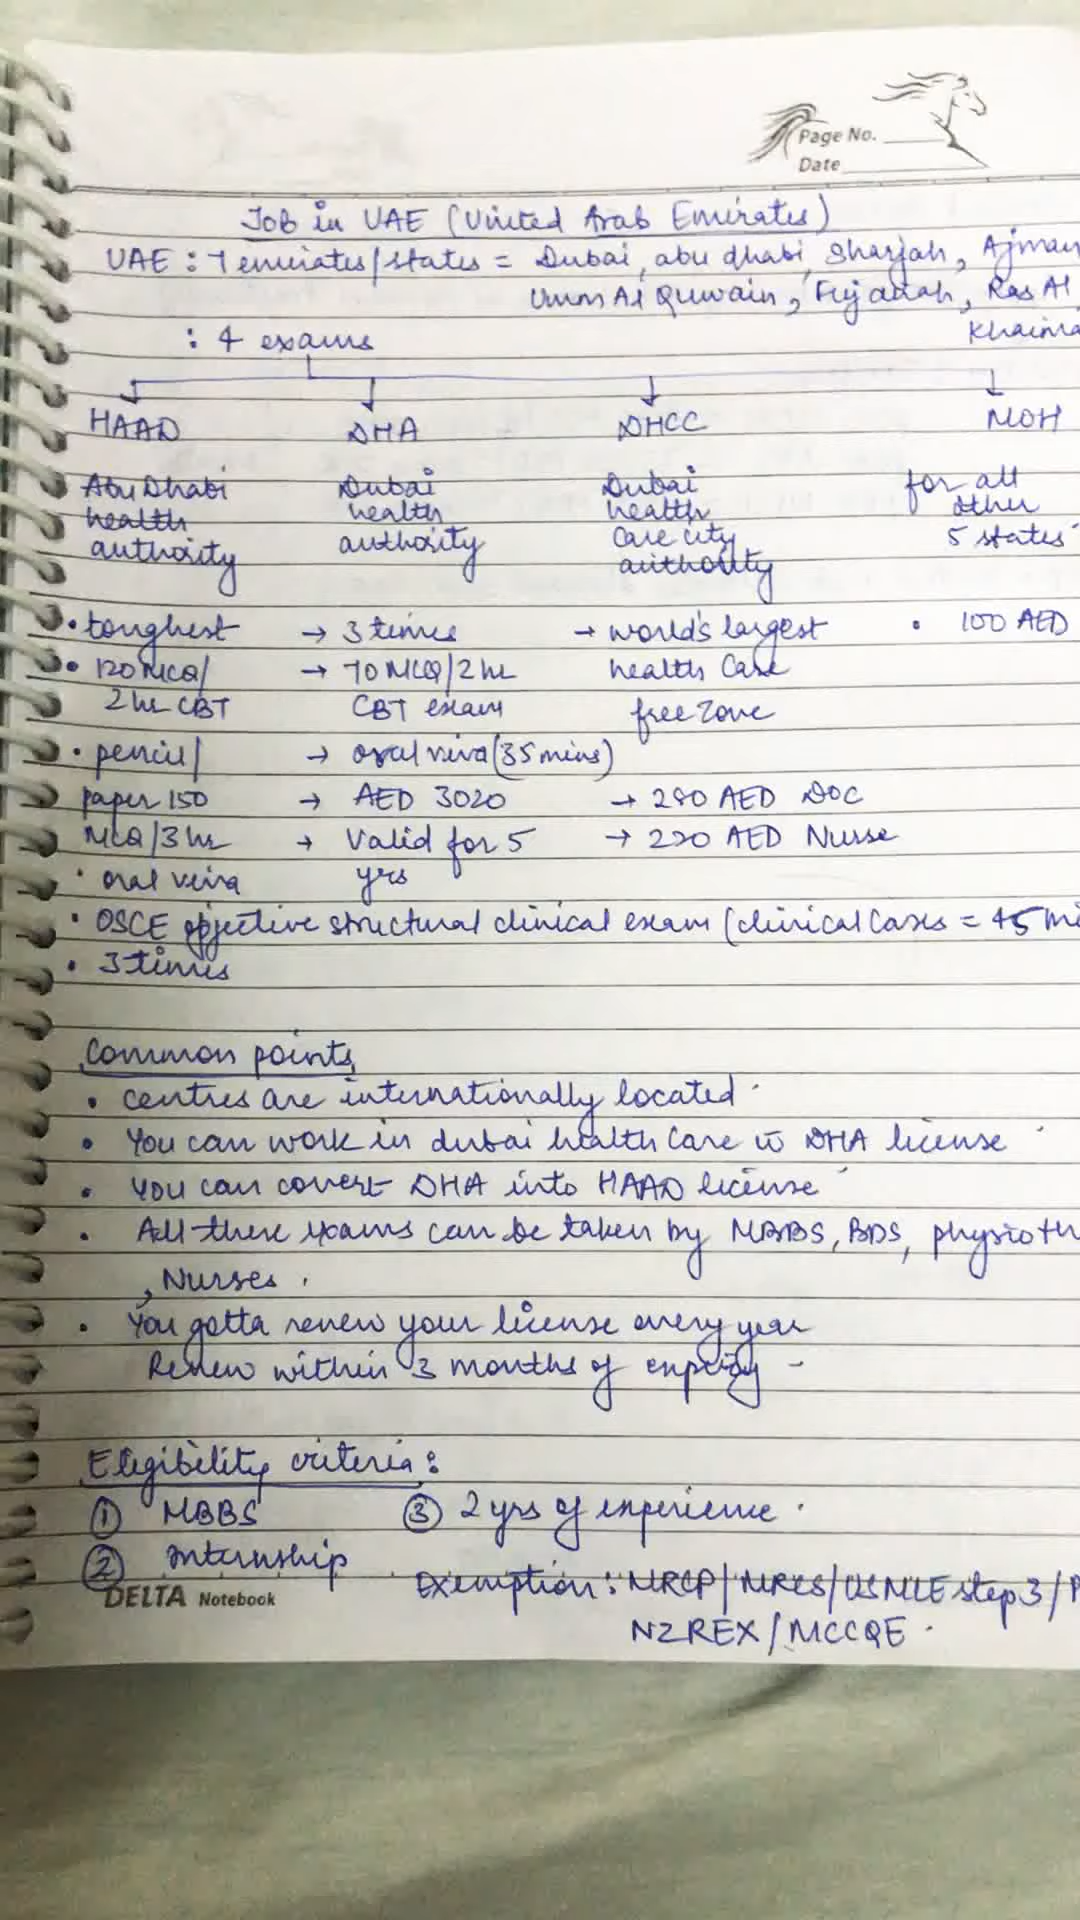 Page No.
Date
Job in UAE (United Arab Emirates)
UAE : 7 emirates/states = Dubai, abu dhabi, Sharjah, Ajman
Umm Al Quwain, Fujairah, Ras Al
Khaima
: 4 exams
HAAD DHA DHCC MOH
Abu Dhabi Dubai Dubai for all
health health health other
authority authority Care city 5 states
authority
• toughest → 3 times → world's largest • 100 AED
• 120 MCQ/ → 70 MCQ/2 hr health Care
2 hr CBT CBT exam free zone
• pencil/ → oral viva (35 mins)
paper 150 → AED 3020 → 280 AED DOC
MCQ/3 hr → Valid for 5 → 220 AED Nurse
• oral viva yrs
• OSCE objective structural clinical exam (clinical Cases = 45 mi
• 3 times
Common points
• centres are internationally located
• You can work in dubai health Care w DHA license
• You can covert DHA into HAAD license
• All these exams can be taken by MBBS, BDS, physioth
, Nurses .
• You gotta renew your license every year
Renew within 3 months of
Eligibility criteria :
① MBBS ③ 2 yrs of experience .
② Internship
Exemption : MRCP/MRCS/USMLE step 3/P
NZREX/MCCQE .
DELTA Notebook